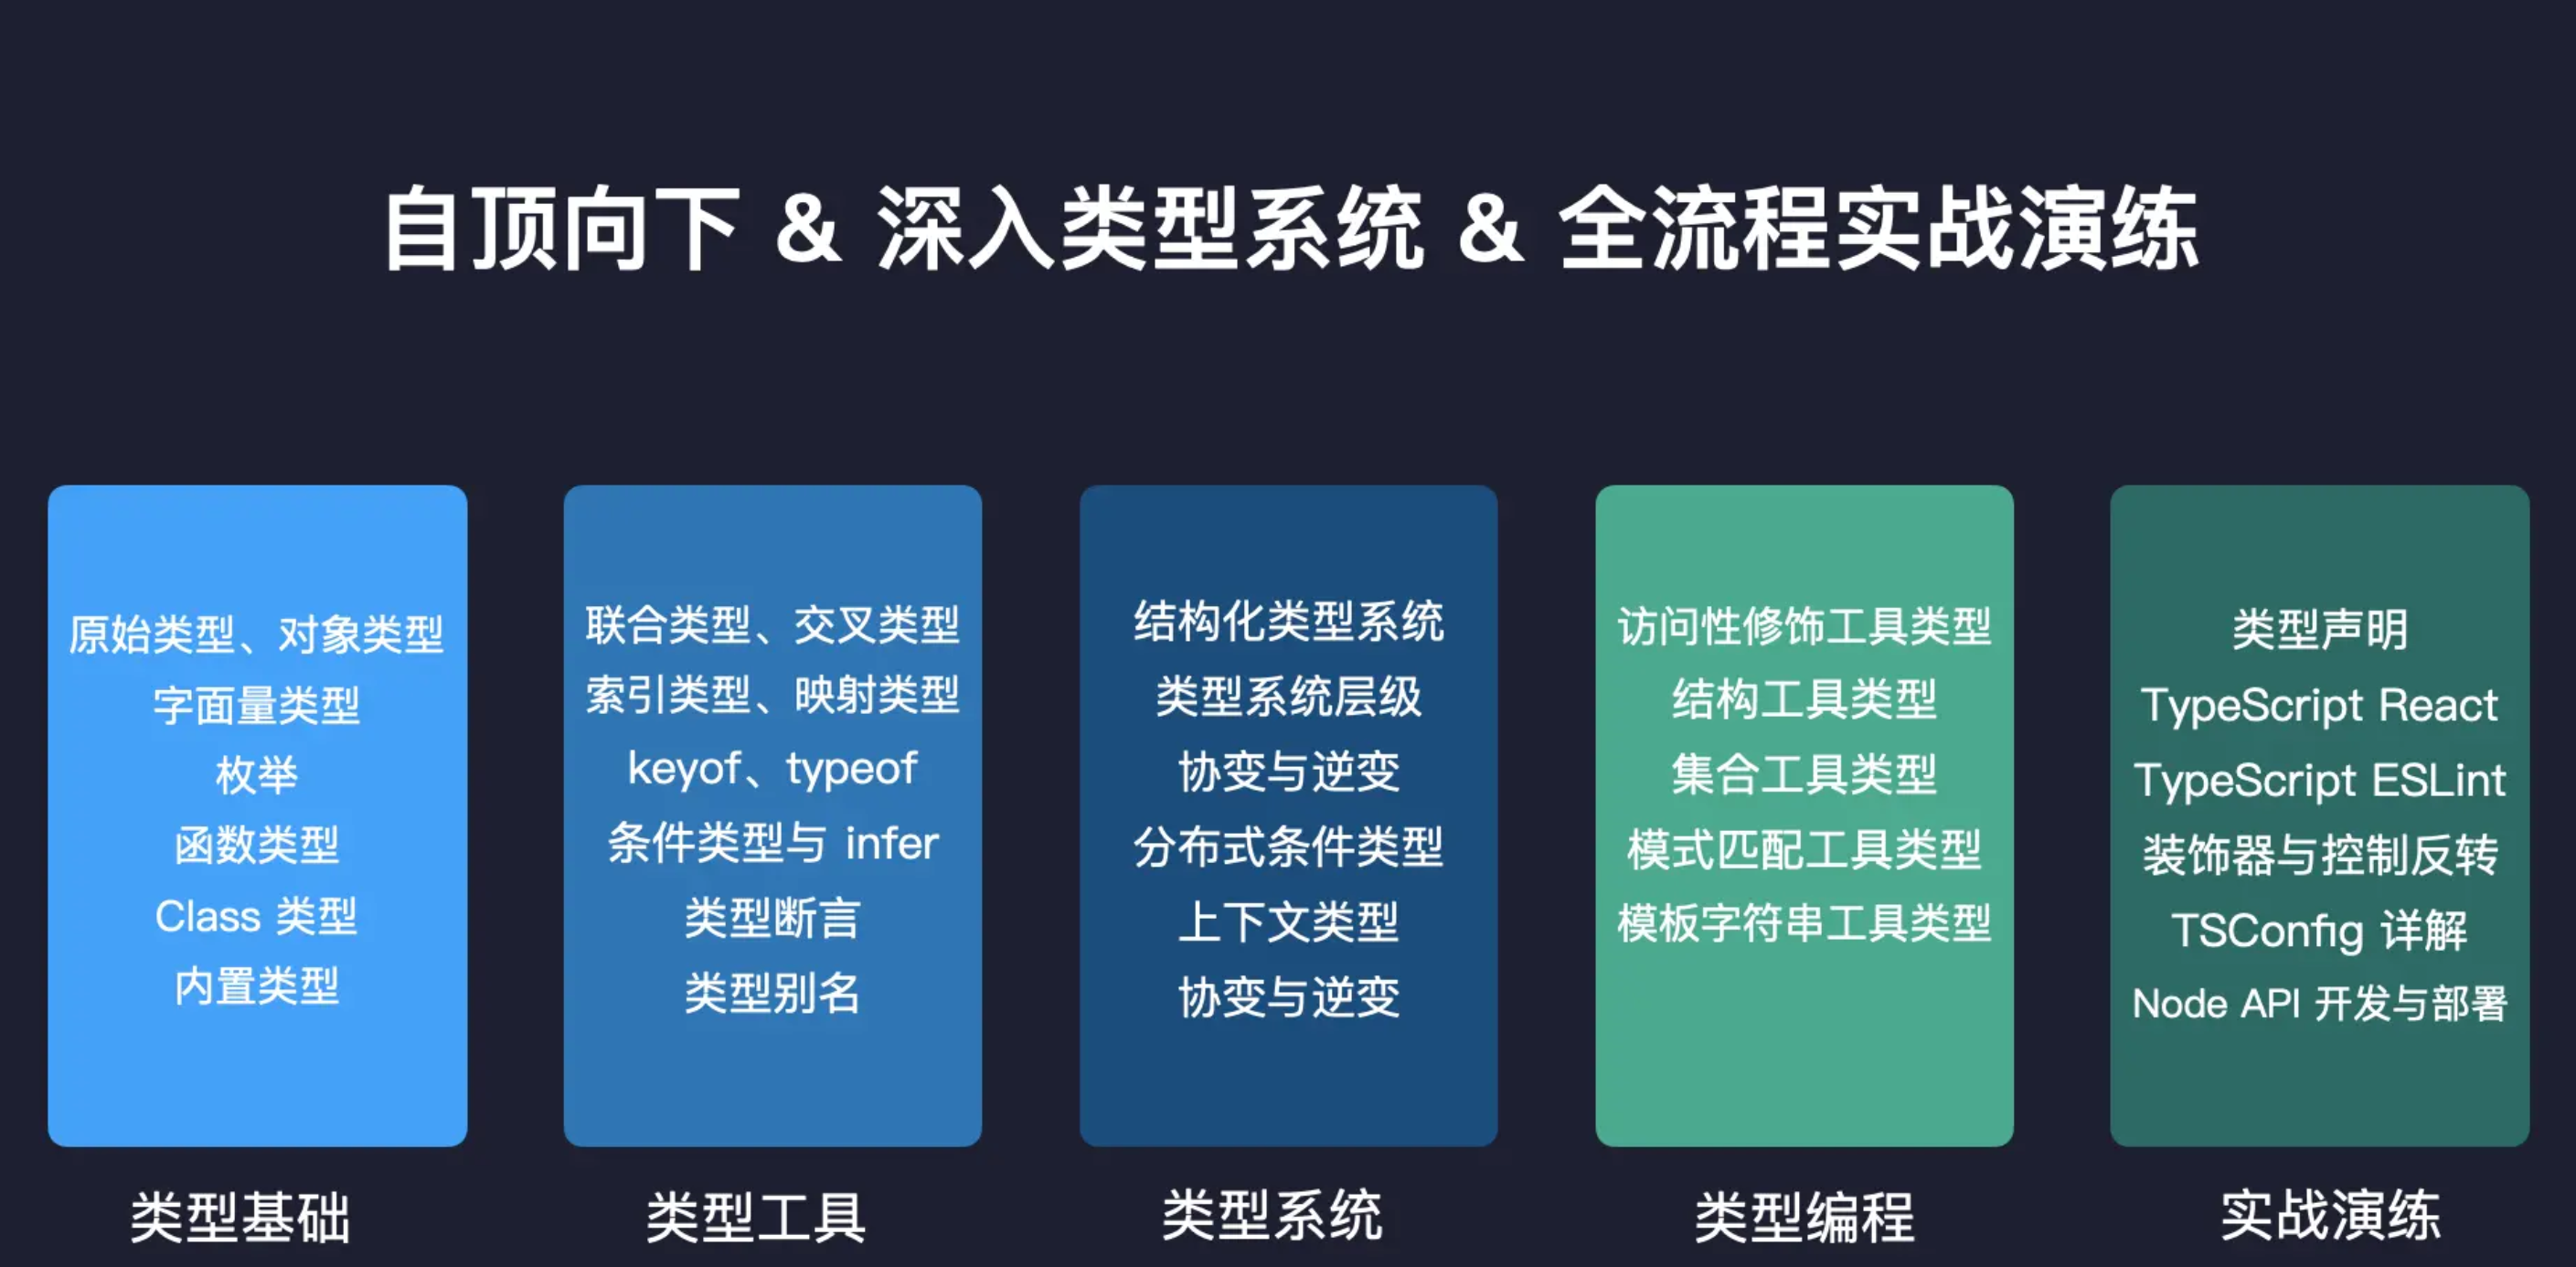 自顶向下 & 深入类型系统 & 全流程实战演练
原始类型、对象类型
字面量类型
枚举
函数类型
Class 类型
内置类型
类型基础
联合类型、交叉类型
索引类型、映射类型
keyof、typeof
条件类型与 infer
类型断言
类型别名
类型工具
结构化类型系统
类型系统层级
协变与逆变
分布式条件类型
上下文类型
协变与逆变
类型系统
访问性修饰工具类型
结构工具类型
集合工具类型
模式匹配工具类型
模板字符串工具类型
类型编程
类型声明
TypeScript React
TypeScript ESLint
装饰器与控制反转
TSConfig 详解
Node API 开发与部署
实战演练